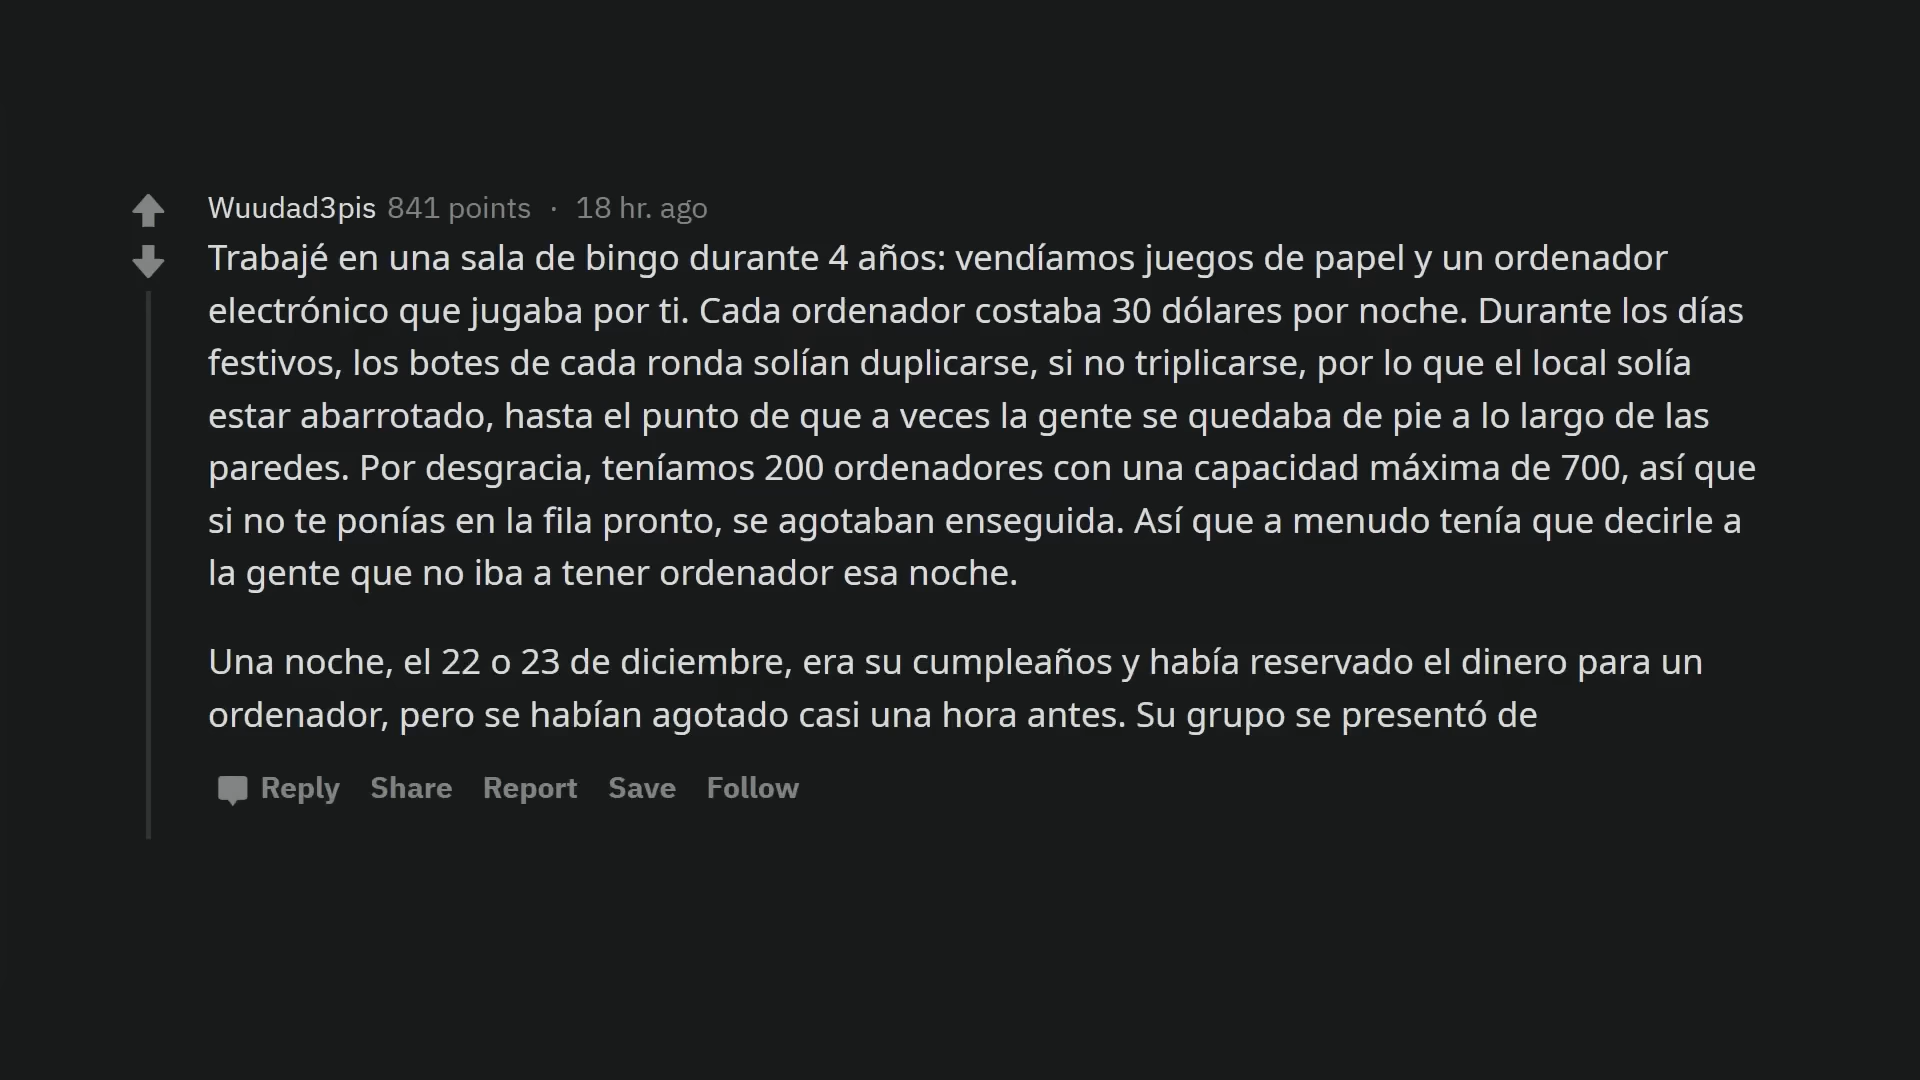 Wuudad3pis 841 points · 18 hr. ago
Trabajé en una sala de bingo durante 4 años: vendíamos juegos de papel y un ordenador
electrónico que jugaba por ti. Cada ordenador costaba 30 dólares por noche. Durante los días
festivos, los botes de cada ronda solían duplicarse, si no triplicarse, por lo que el local solía
estar abarrotado, hasta el punto de que a veces la gente se quedaba de pie a lo largo de las
paredes. Por desgracia, teníamos 200 ordenadores con una capacidad máxima de 700, así que
si no te ponías en la fila pronto, se agotaban enseguida. Así que a menudo tenía que decirle a
la gente que no iba a tener ordenador esa noche.
Una noche, el 22 o 23 de diciembre, era su cumpleaños y había reservado el dinero para un
ordenador, pero se habían agotado casi una hora antes. Su grupo se presentó de
Reply Share Report Save Follow